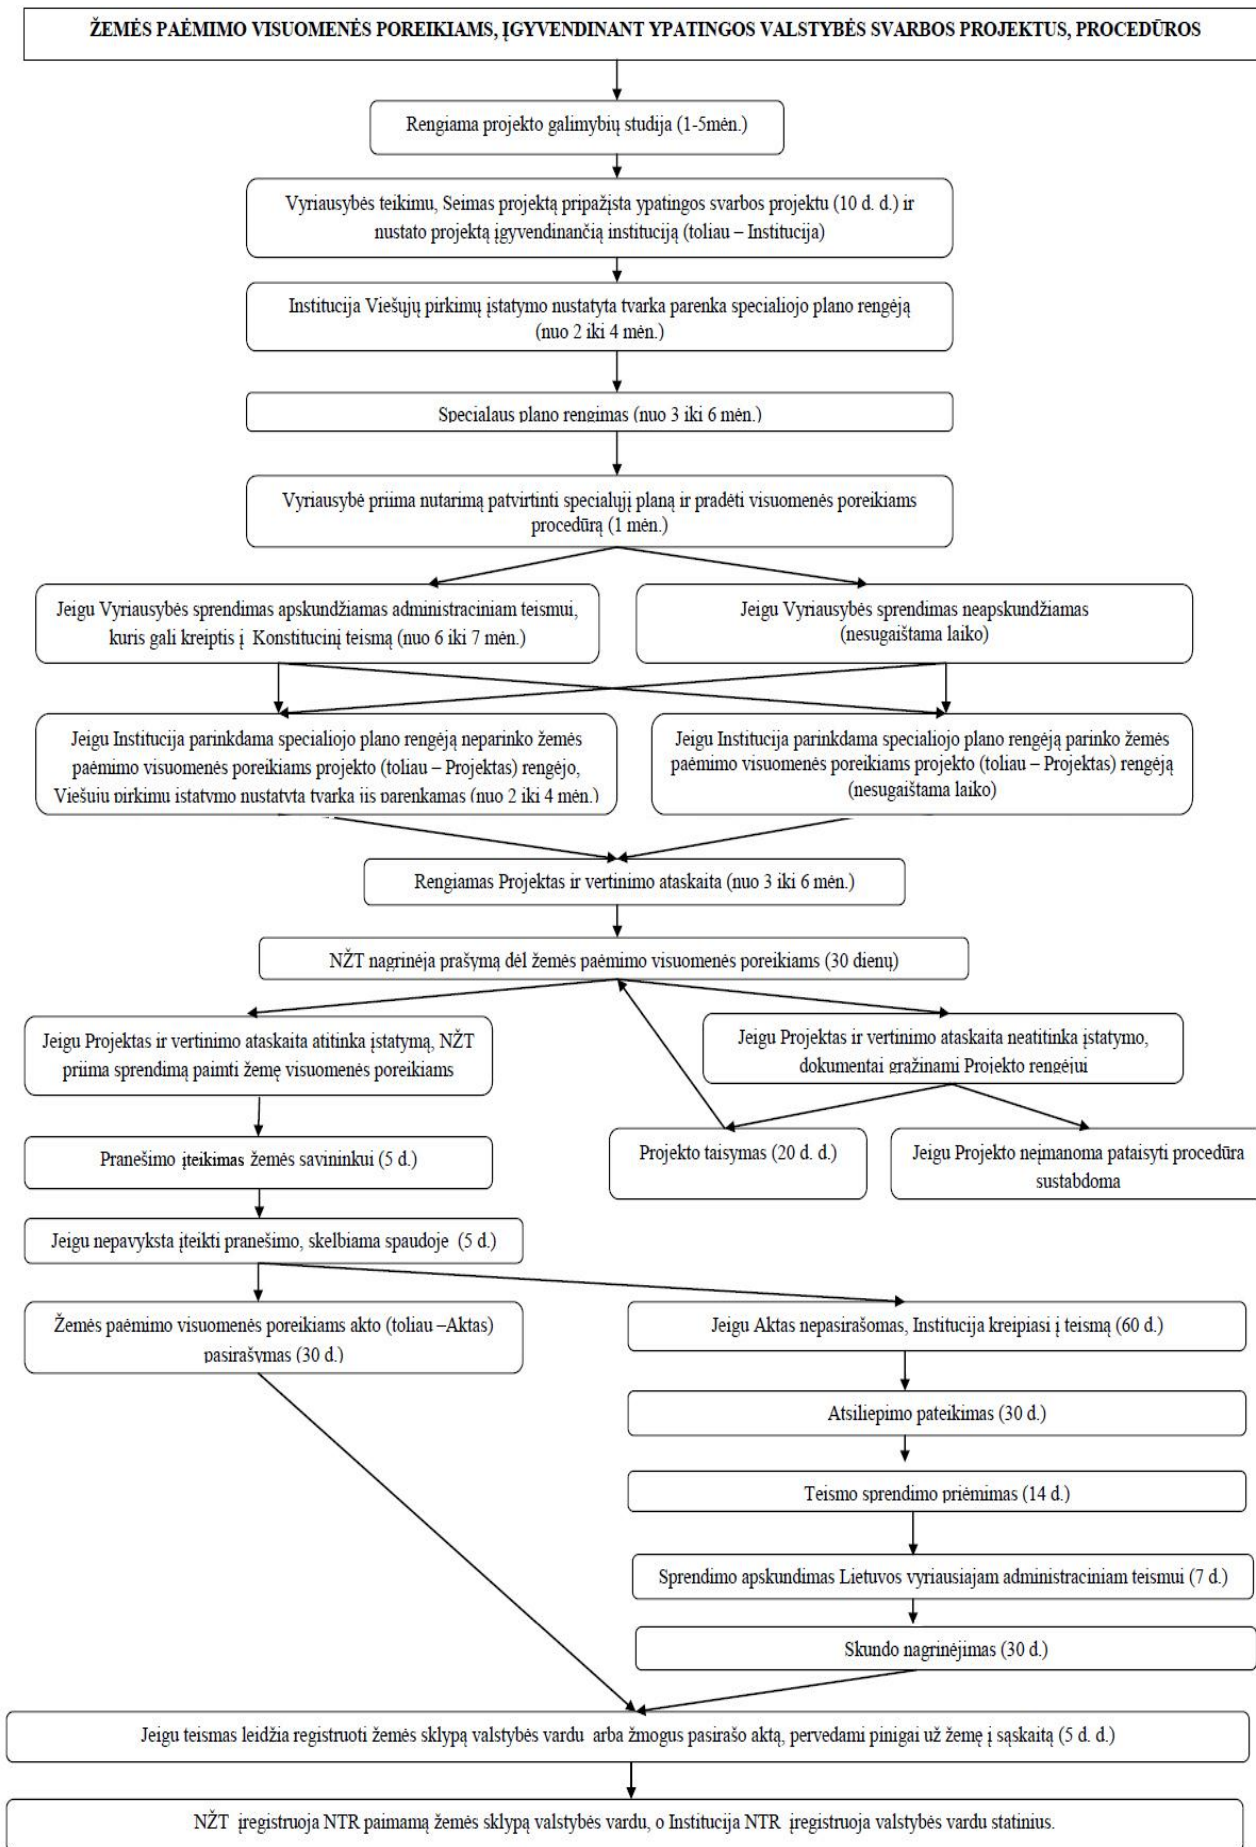 ŽEMĖS PAĖMIMO VISUOMENĖS POREIKIAMS, ĮGYVENDINANT YPATINGOS VALSTYBĖS SVARBOS PROJEKTUS, PROCEDŪROS
Rengiama projekto galimybių studija (1-5mėn.)
Vyriausybės teikimu, Seimas projektą pripažįsta ypatingos svarbos projektu (10 d. d.) ir
nustato projektą įgyvendinančią instituciją (toliau – Institucija)
Institucija Viešųjų pirkimų įstatymo nustatyta tvarka parenka specialiojo plano rengėją
(nuo 2 iki 4 mėn.)
Specialaus plano rengimas (nuo 3 iki 6 mėn.)
Vyriausybė priima nutarimą patvirtinti specialųjį planą ir pradėti visuomenės poreikiams
procedūrą (1 mėn.)
Jeigu Vyriausybės sprendimas apskundžiamas administraciniam teismui,
kuris gali kreiptis į Konstitucinį teismą (nuo 6 iki 7 mėn.)
Jeigu Vyriausybės sprendimas neapskundžiamas
(nesugaištama laiko)
Jeigu Institucija parinkdama specialiojo plano rengėją neparinko žemės
paėmimo visuomenės poreikiams projekto (toliau – Projektas) rengėjo,
Viešųjų pirkimų įstatymo nustatyta tvarka jis parenkamas (nuo 2 iki 4 mėn.)
Jeigu Institucija parinkdama specialiojo plano rengėją parinko žemės
paėmimo visuomenės poreikiams projekto (toliau – Projektas) rengėją
(nesugaištama laiko)
Rengiamas Projektas ir vertinimo ataskaita (nuo 3 iki 6 mėn.)
NŽT nagrinėja prašymą dėl žemės paėmimo visuomenės poreikiams (30 dienų)
Jeigu Projektas ir vertinimo ataskaita atitinka įstatymą, NŽT
priima sprendimą paimti žemę visuomenės poreikiams
Jeigu Projektas ir vertinimo ataskaita neatitinka įstatymo,
dokumentai grąžinami Projekto rengėjui
Pranešimo įteikimas žemės savininkui (5 d.)
Projekto taisymas (20 d. d.)
Jeigu Projekto neįmanoma pataisyti procedūra
sustabdoma
Jeigu nepavyksta įteikti pranešimo, skelbiama spaudoje (5 d.)
Žemės paėmimo visuomenės poreikiams akto (toliau –Aktas)
pasirašymas (30 d.)
Jeigu Aktas nepasirašomas, Institucija kreipiasi į teismą (60 d.)
Atsiliepimo pateikimas (30 d.)
Teismo sprendimo priėmimas (14 d.)
Sprendimo apskundimas Lietuvos vyriausiajam administraciniam teismui (7 d.)
Skundo nagrinėjimas (30 d.)
Jeigu teismas leidžia registruoti žemės sklypą valstybės vardu arba žmogus pasirašo aktą, pervedami pinigai už žemę į sąskaitą (5 d. d.)
NŽT įregistruoja NTR paimamą žemės sklypą valstybės vardu, o Institucija NTR įregistruoja valstybės vardu statinius.